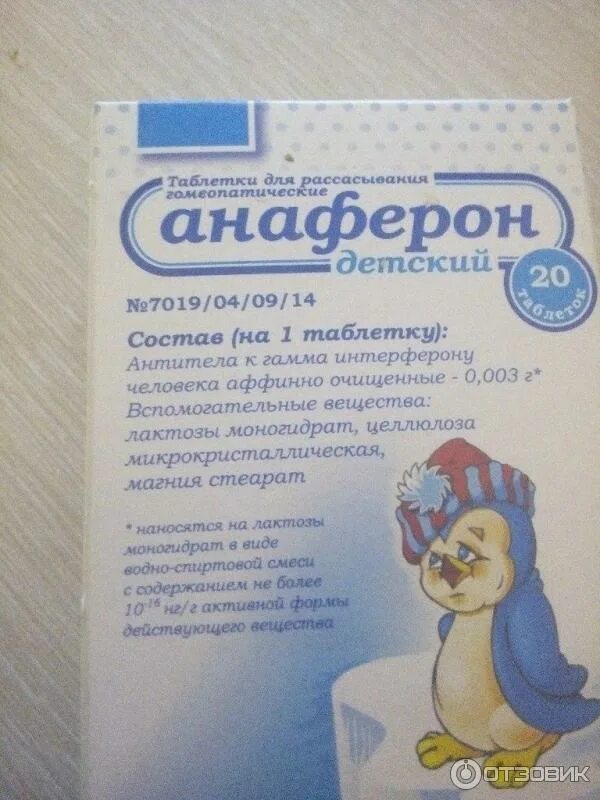 Таблетки для рассасывания
гомеопатические
анаферон
детский
20
таблеток
№7019/04/09/14
Состав (на 1 таблетку):
Антитела к гамма интерферону
человека аффинно очищенные - 0,003 г*
Вспомогательные вещества:
лактозы моногидрат, целлюлоза
микрокристаллическая,
магния стеарат
* наносятся на лактозы
моногидрат в виде
водно-спиртовой смеси
с содержанием не более
10⁻¹⁶ нг/г активной формы
действующего вещества
ОТЗОВИК